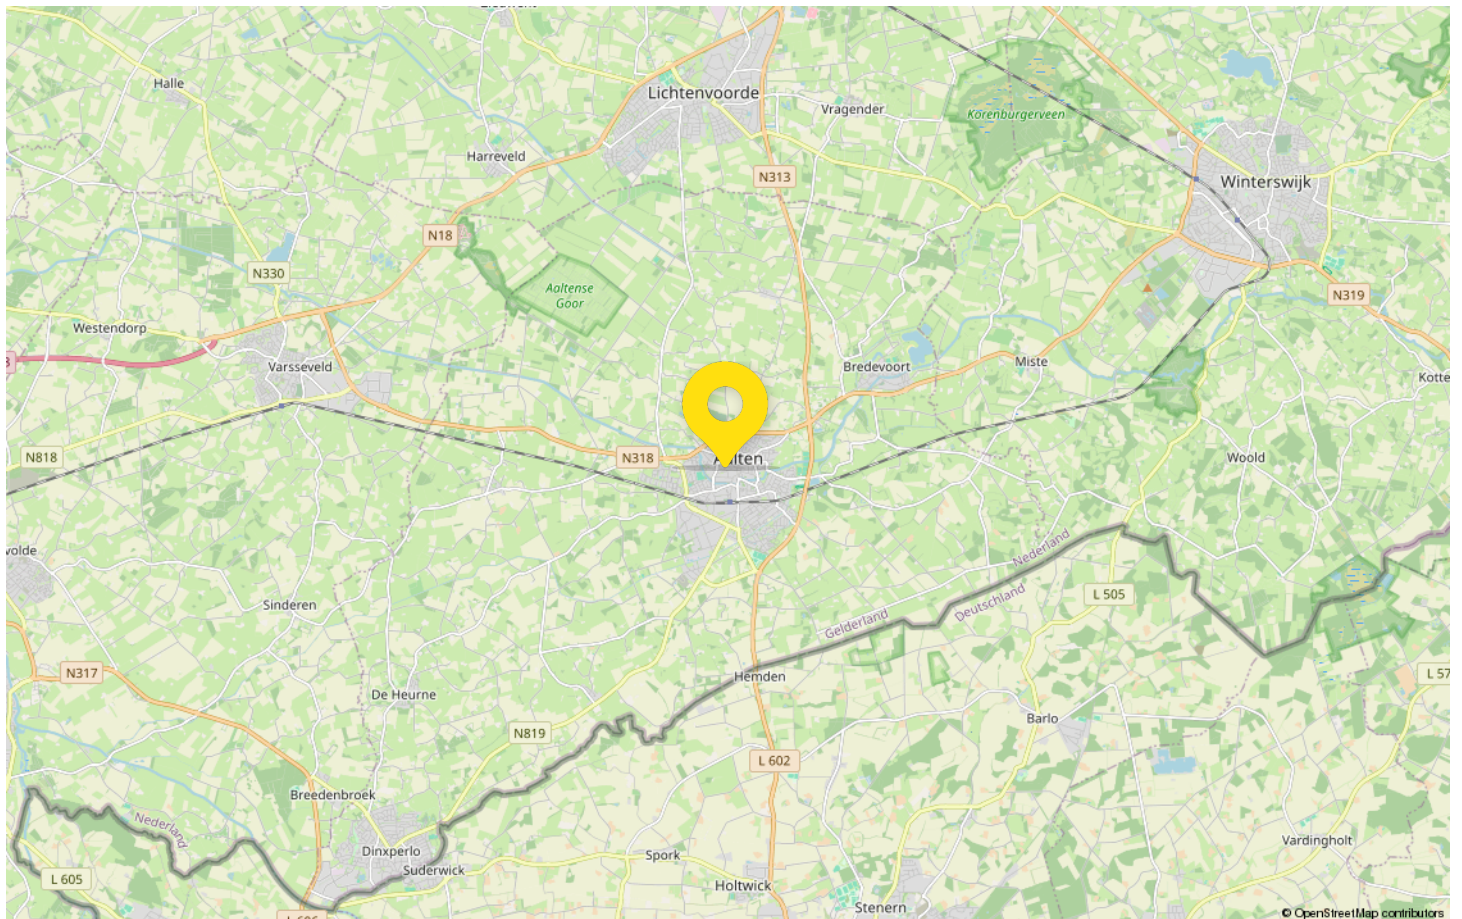 Halle
Lichtenvoorde
Vragender
Korenburgerveen
Harreveld
N313
Winterswijk
N18
N330
Aaltense
Goor
N319
Westendorp
Varsseveld
Bredevoort
Miste
Kotte
N818
N318
Woold
volde
Nederland
Deutschland
L 505
Sinderen
Gelderland
N317
De Heurne
Hemden
L 57
Barlo
N819
L 602
Breedenbroek
Nederland
Vardingholt
Dinxperlo
Spork
Suderwick
L 605
Holtwick
Stenern
© OpenStreetMap contributors